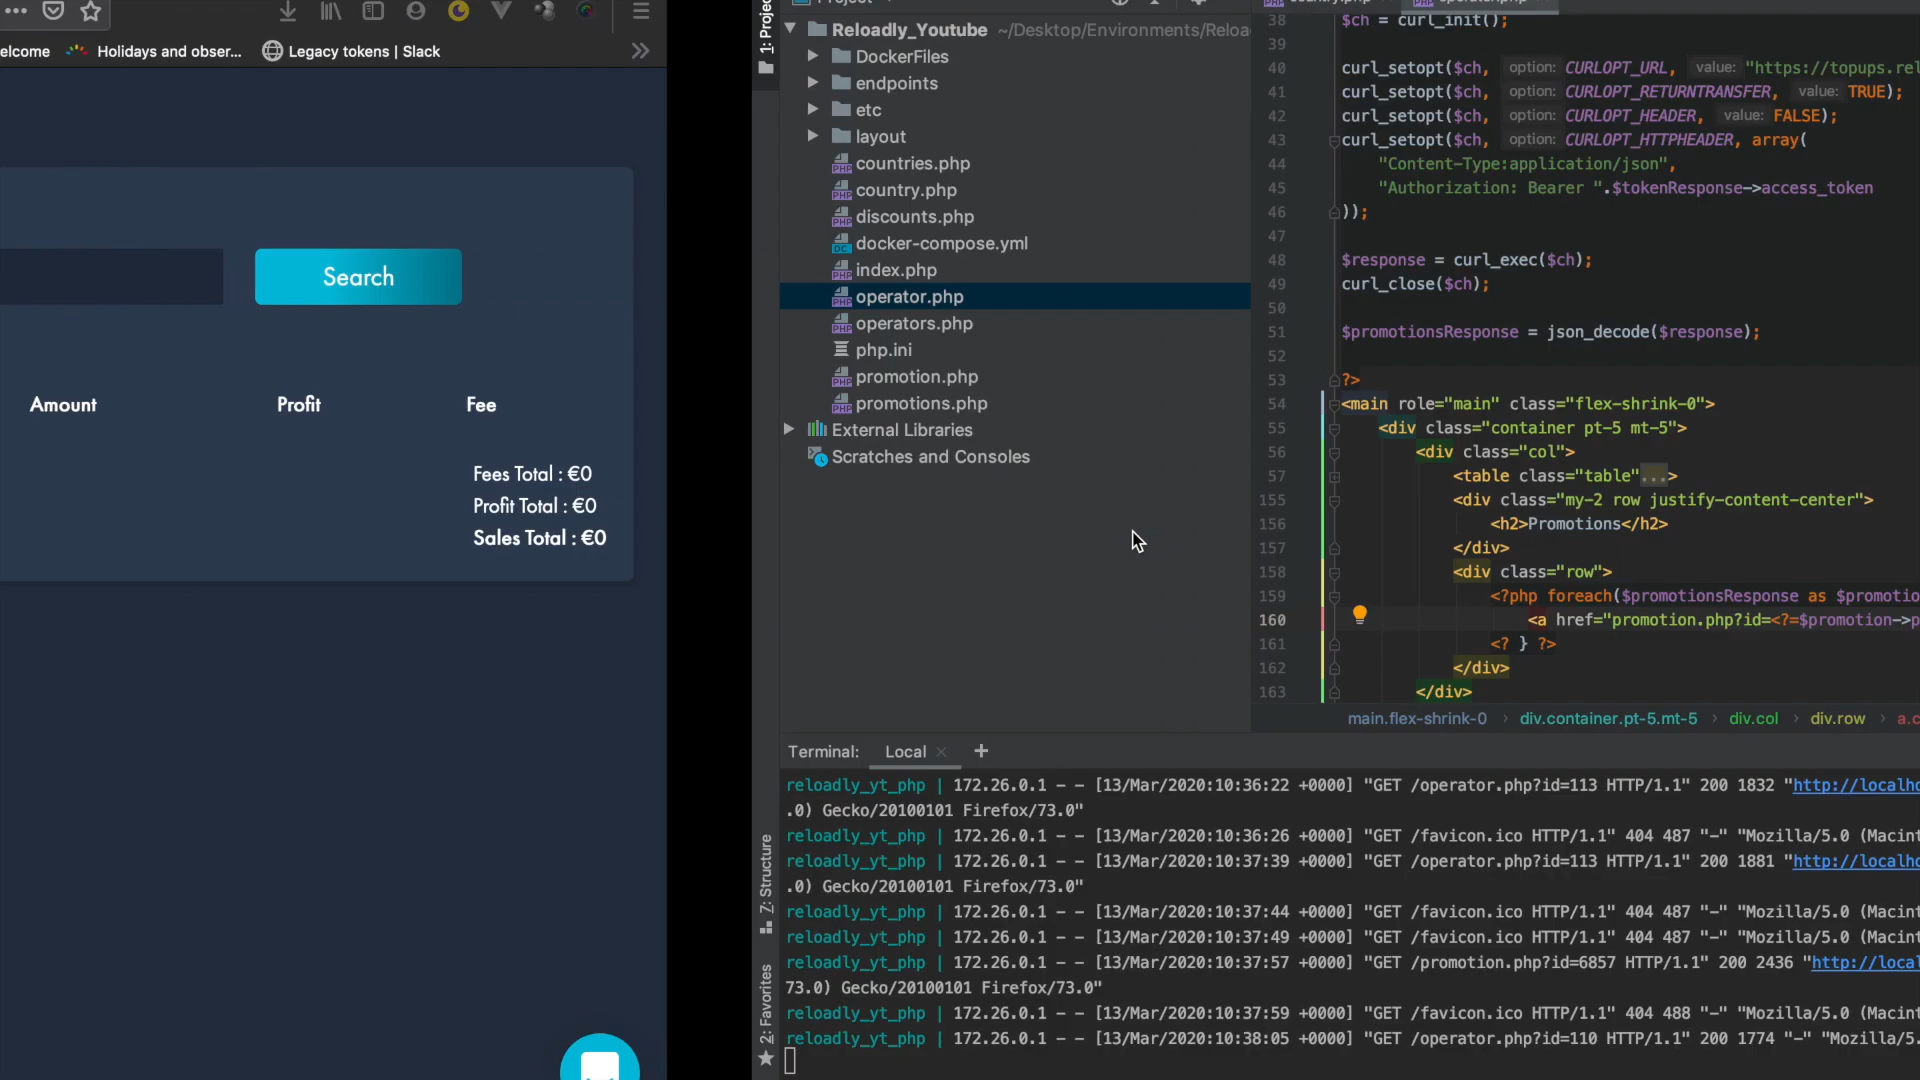 elcome
Holidays and obser...
Legacy tokens | Slack
Search
Amount
Profit
Fee
Fees Total : €0
Profit Total : €0
Sales Total : €0
1: Project
Reloadly_Youtube ~/Desktop/Environments/Reloa
DockerFiles
endpoints
etc
layout
countries.php
country.php
discounts.php
docker-compose.yml
index.php
operator.php
operators.php
php.ini
promotion.php
promotions.php
External Libraries
Scratches and Consoles
38 $ch = curl_init();
39
40 curl_setopt($ch, option: CURLOPT_URL, value: "https://topups.rel
41 curl_setopt($ch, option: CURLOPT_RETURNTRANSFER, value: TRUE);
42 curl_setopt($ch, option: CURLOPT_HEADER, value: FALSE);
43 curl_setopt($ch, option: CURLOPT_HTTPHEADER, array(
44 "Content-Type:application/json",
45 "Authorization: Bearer ".$tokenResponse->access_token
46 ));
47
48 $response = curl_exec($ch);
49 curl_close($ch);
50
51 $promotionsResponse = json_decode($response);
52
53 ?>
54 <main role="main" class="flex-shrink-0">
55 <div class="container pt-5 mt-5">
56 <div class="col">
57 <table class="table"...>
155 <div class="my-2 row justify-content-center">
156 <h2>Promotions</h2>
157 </div>
158 <div class="row">
159 <?php foreach($promotionsResponse as $promotio
160 <a href="promotion.php?id=<?=$promotion->p
161 <? } ?>
162 </div>
163 </div>
main.flex-shrink-0 › div.container.pt-5.mt-5 › div.col › div.row › a.c
Terminal: Local × +
reloadly_yt_php | 172.26.0.1 - - [13/Mar/2020:10:36:22 +0000] "GET /operator.php?id=113 HTTP/1.1" 200 1832 "http://localho
.0) Gecko/20100101 Firefox/73.0"
reloadly_yt_php | 172.26.0.1 - - [13/Mar/2020:10:36:26 +0000] "GET /favicon.ico HTTP/1.1" 404 487 "-" "Mozilla/5.0 (Macint
reloadly_yt_php | 172.26.0.1 - - [13/Mar/2020:10:37:39 +0000] "GET /operator.php?id=113 HTTP/1.1" 200 1881 "http://localho
.0) Gecko/20100101 Firefox/73.0"
reloadly_yt_php | 172.26.0.1 - - [13/Mar/2020:10:37:44 +0000] "GET /favicon.ico HTTP/1.1" 404 487 "-" "Mozilla/5.0 (Macint
reloadly_yt_php | 172.26.0.1 - - [13/Mar/2020:10:37:49 +0000] "GET /favicon.ico HTTP/1.1" 404 487 "-" "Mozilla/5.0 (Macint
reloadly_yt_php | 172.26.0.1 - - [13/Mar/2020:10:37:57 +0000] "GET /promotion.php?id=6857 HTTP/1.1" 200 2436 "http://local
73.0) Gecko/20100101 Firefox/73.0"
reloadly_yt_php | 172.26.0.1 - - [13/Mar/2020:10:37:59 +0000] "GET /favicon.ico HTTP/1.1" 404 488 "-" "Mozilla/5.0 (Macint
reloadly_yt_php | 172.26.0.1 - - [13/Mar/2020:10:38:05 +0000] "GET /operator.php?id=110 HTTP/1.1" 200 1774 "-" "Mozilla/5.
Z: Structure
2: Favorites